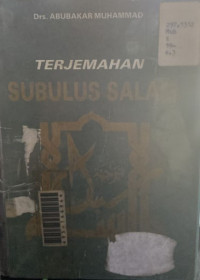 Drs. ABUBAKAR MUHAMMAD
TERJEMAHAN
SUBULUS SALAM